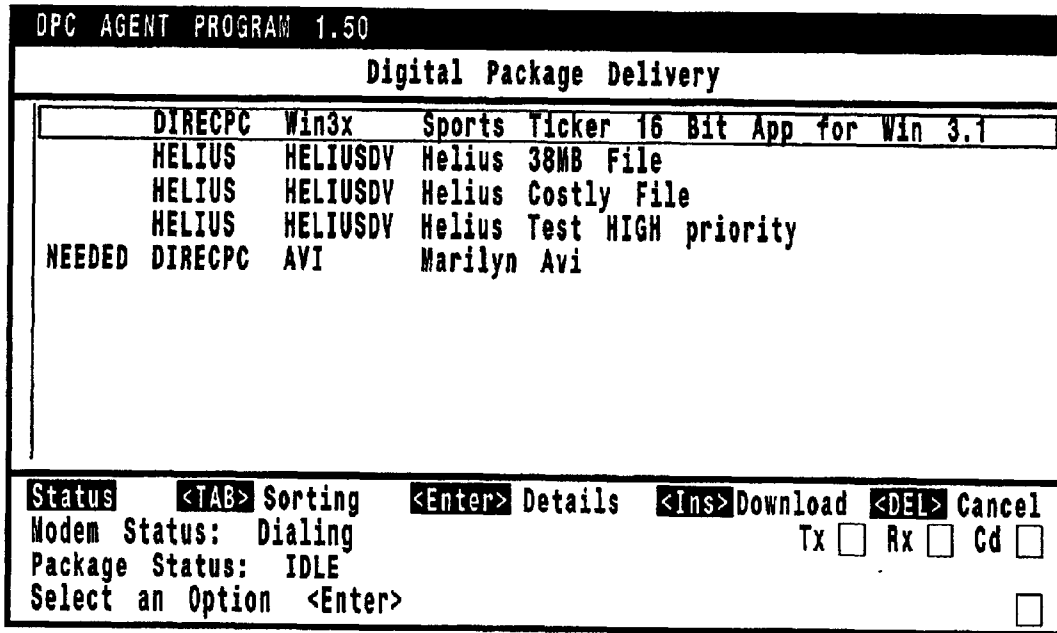 DPC AGENT PROGRAM 1.50
Digital Package Delivery
DIRECPC Win3x Sports Ticker 16 Bit App for Win 3.1
HELIUS HELIUSDV Helius 38MB File
HELIUS HELIUSDV Helius Costly File
HELIUS HELIUSDV Helius Test HIGH priority
NEEDED DIRECPC AVI Marilyn Avi
Status <TAB> Sorting <Enter> Details <Ins> Download <DEL> Cancel
Modem Status: Dialing Tx Rx Cd
Package Status: IDLE
Select an Option <Enter>